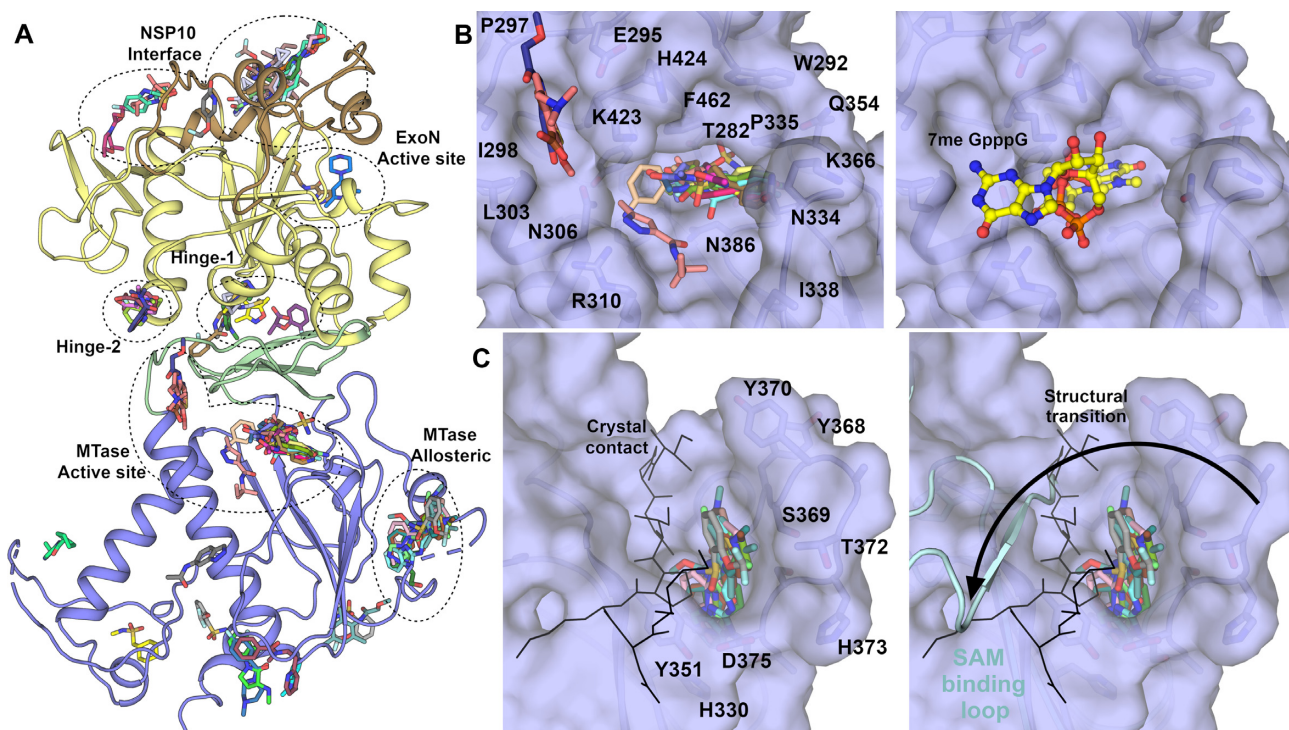 A
NSP10
Interface
ExoN
Active site
Hinge-1
Hinge-2
MTase
Active site
MTase
Allosteric
B
P297
E295
H424
W292
F462
Q354
K423
T282
P335
I298
K366
L303
N306
N334
N386
R310
I338
7me GpppG
C
Y370
Crystal
contact
Y368
S369
T372
H373
Y351
D375
H330
Structural
transition
SAM
binding
loop